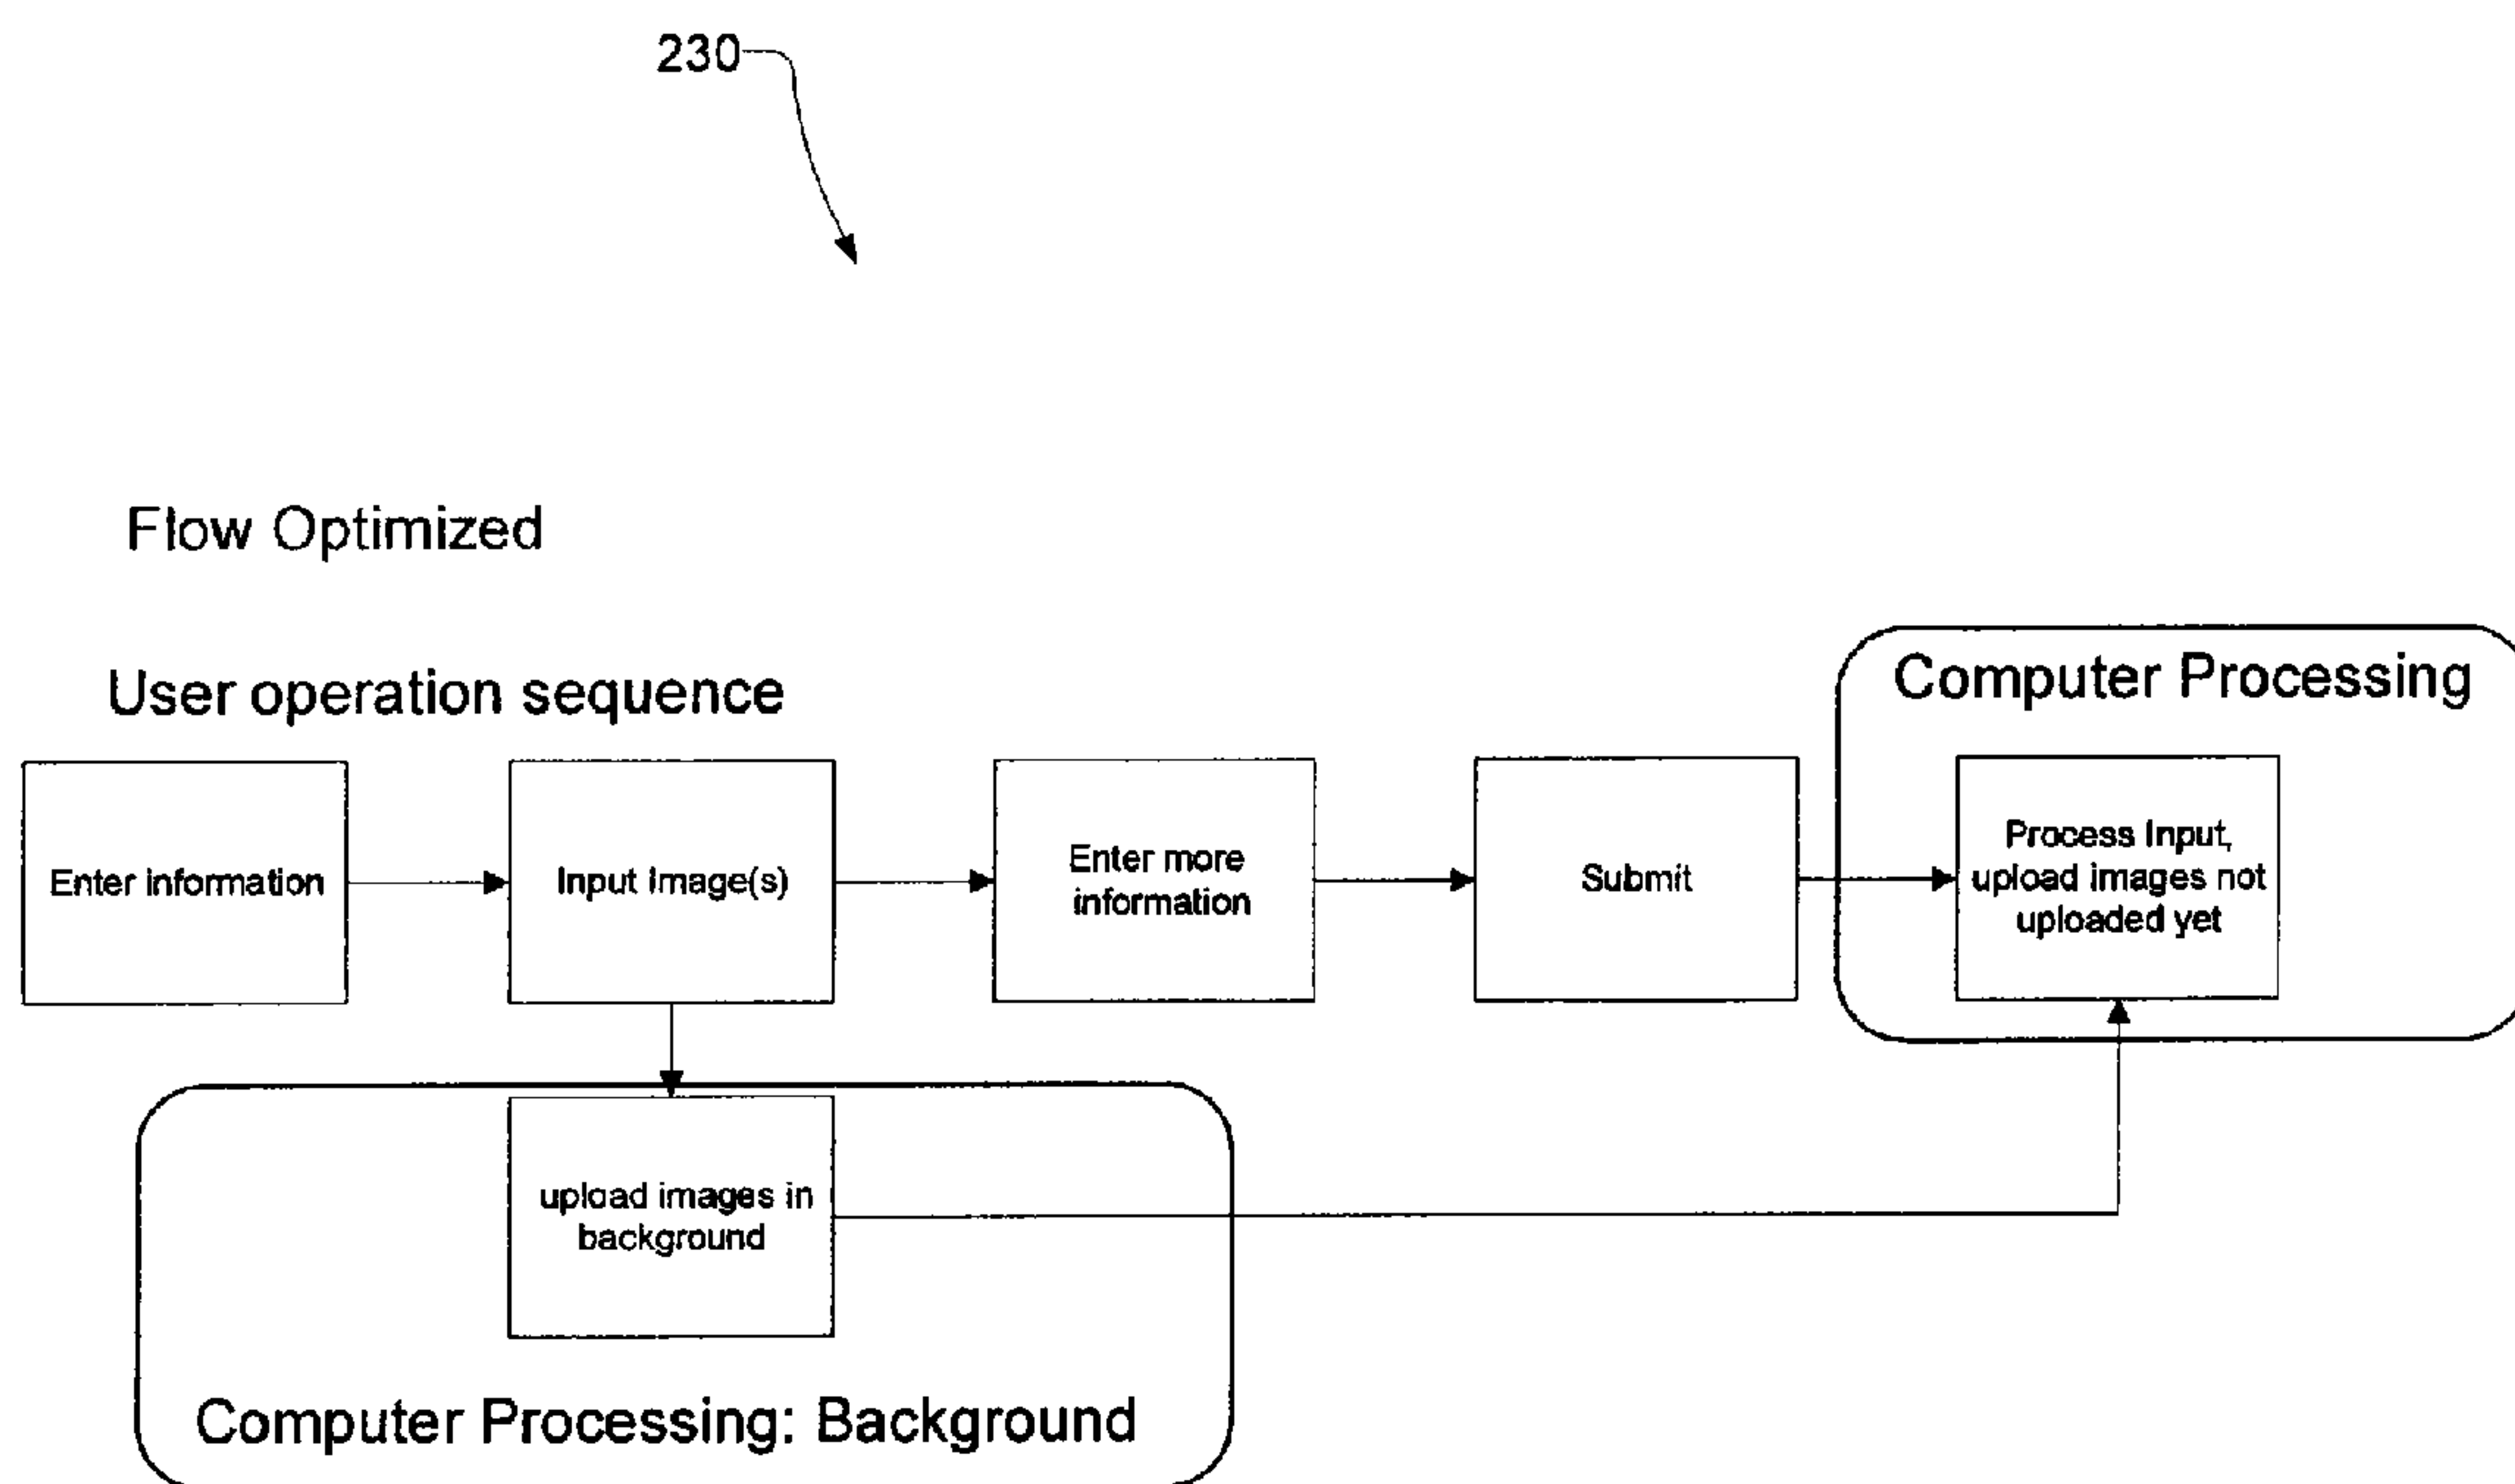 230
Flow Optimized
User operation sequence
Computer Processing
Enter information
Input Image(s)
Enter more
information
Submit
Process Input,
upload images not
uploaded yet
upload images in
background
Computer Processing: Background